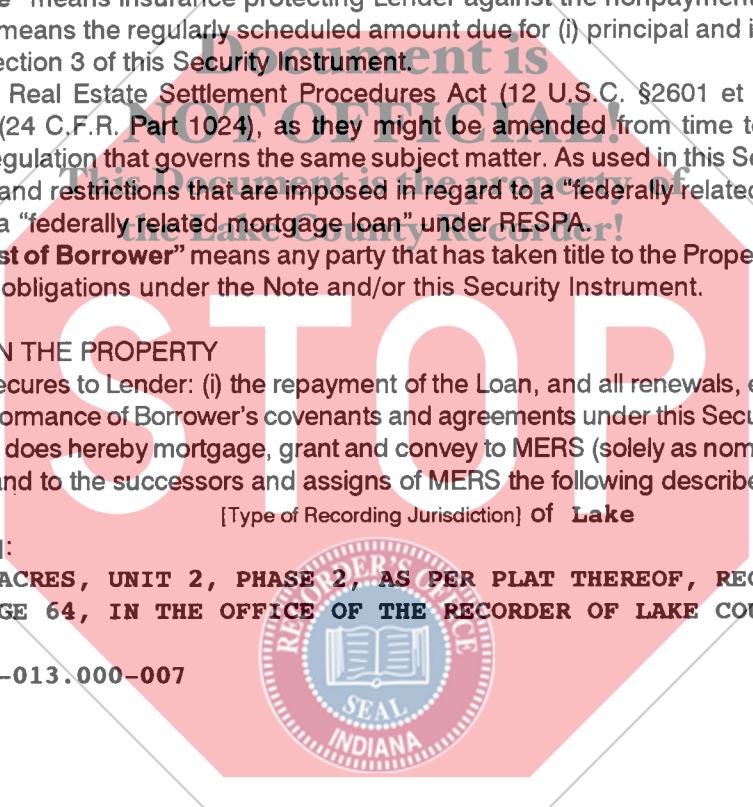 means insurance protecting Lender against the nonpayment
means the regularly scheduled amount due for (i) principal and i
ection 3 of this Security Instrument.
Real Estate Settlement Procedures Act (12 U.S.C. §2601 et
(24 C.F.R. Part 1024), as they might be amended from time to
egulation that governs the same subject matter. As used in this Se
and restrictions that are imposed in regard to a “federally related
a “federally related mortgage loan” under RESPA.
st of Borrower” means any party that has taken title to the Prope
obligations under the Note and/or this Security Instrument.
N THE PROPERTY
ecures to Lender: (i) the repayment of the Loan, and all renewals, e
ormance of Borrower’s covenants and agreements under this Secu
does hereby mortgage, grant and convey to MERS (solely as nom
nd to the successors and assigns of MERS the following describe
[Type of Recording Jurisdiction] of Lake
]:
ACRES, UNIT 2, PHASE 2, AS PER PLAT THEREOF, REC
GE 64, IN THE OFFICE OF THE RECORDER OF LAKE COU
-013.000-007
Document is
NOT OFFICIAL!
This Document is the property of
the Lake County Recorder!
STOP
RECORDER'S OFFICE
SEAL
INDIANA